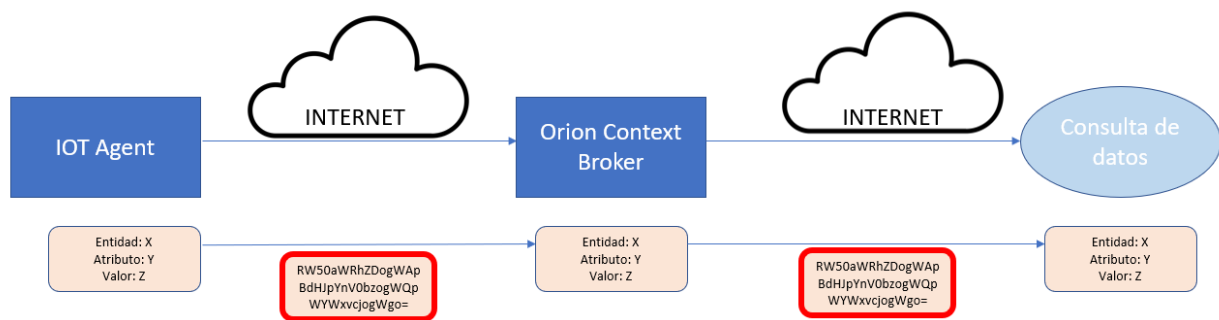 INTERNET
INTERNET
IOT Agent
Orion Context
Broker
Consulta de
datos
Entidad: X
Atributo: Y
Valor: Z
RW50aWRhZDogWAp
BdHJpYnV0bzogWQp
WYWxvcjogWgo=
Entidad: X
Atributo: Y
Valor: Z
RW50aWRhZDogWAp
BdHJpYnV0bzogWQp
WYWxvcjogWgo=
Entidad: X
Atributo: Y
Valor: Z